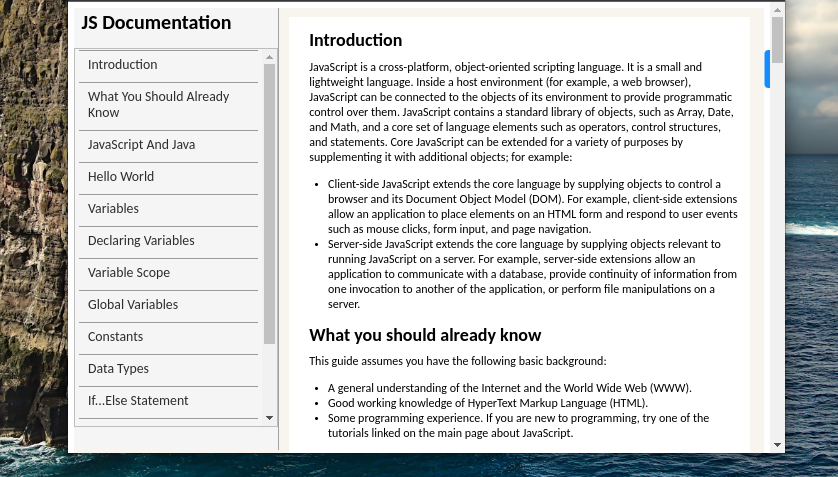 JS Documentation
Introduction
What You Should Already
Know
JavaScript And Java
Hello World
Variables
Declaring Variables
Variable Scope
Global Variables
Constants
Data Types
If...Else Statement
Introduction
JavaScript is a cross-platform, object-oriented scripting language. It is a small and
lightweight language. Inside a host environment (for example, a web browser),
JavaScript can be connected to the objects of its environment to provide programmatic
control over them. JavaScript contains a standard library of objects, such as Array, Date,
and Math, and a core set of language elements such as operators, control structures,
and statements. Core JavaScript can be extended for a variety of purposes by
supplementing it with additional objects; for example:
• Client-side JavaScript extends the core language by supplying objects to control a
browser and its Document Object Model (DOM). For example, client-side extensions
allow an application to place elements on an HTML form and respond to user events
such as mouse clicks, form input, and page navigation.
• Server-side JavaScript extends the core language by supplying objects relevant to
running JavaScript on a server. For example, server-side extensions allow an
application to communicate with a database, provide continuity of information from
one invocation to another of the application, or perform file manipulations on a
server.
What you should already know
This guide assumes you have the following basic background:
• A general understanding of the Internet and the World Wide Web (WWW).
• Good working knowledge of HyperText Markup Language (HTML).
• Some programming experience. If you are new to programming, try one of the
tutorials linked on the main page about JavaScript.